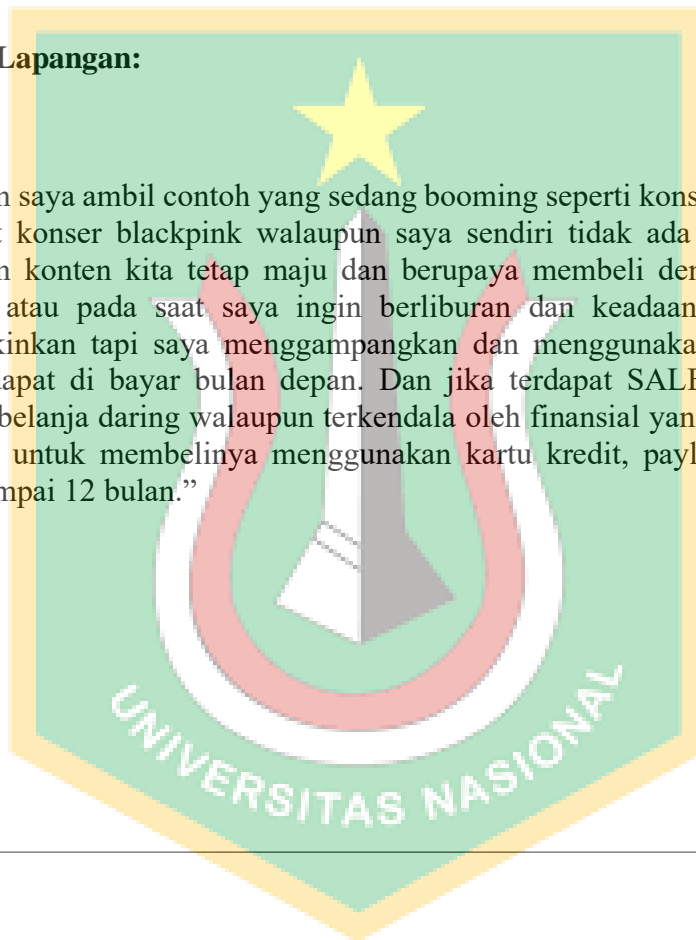 Lapangan:
n saya ambil contoh yang sedang booming seperti kons
t konser blackpink walaupun saya sendiri tidak ada
n konten kita tetap maju dan berupaya membeli den
atau pada saat saya ingin berliburan dan keadaan
kinkan tapi saya menggampangkan dan menggunaka
dapat di bayar bulan depan. Dan jika terdapat SALE
belanja daring walaupun terkendala oleh finansial yan
untuk membelinya menggunakan kartu kredit, payl
mpai 12 bulan.”
UNIVERSITAS NASIONAL